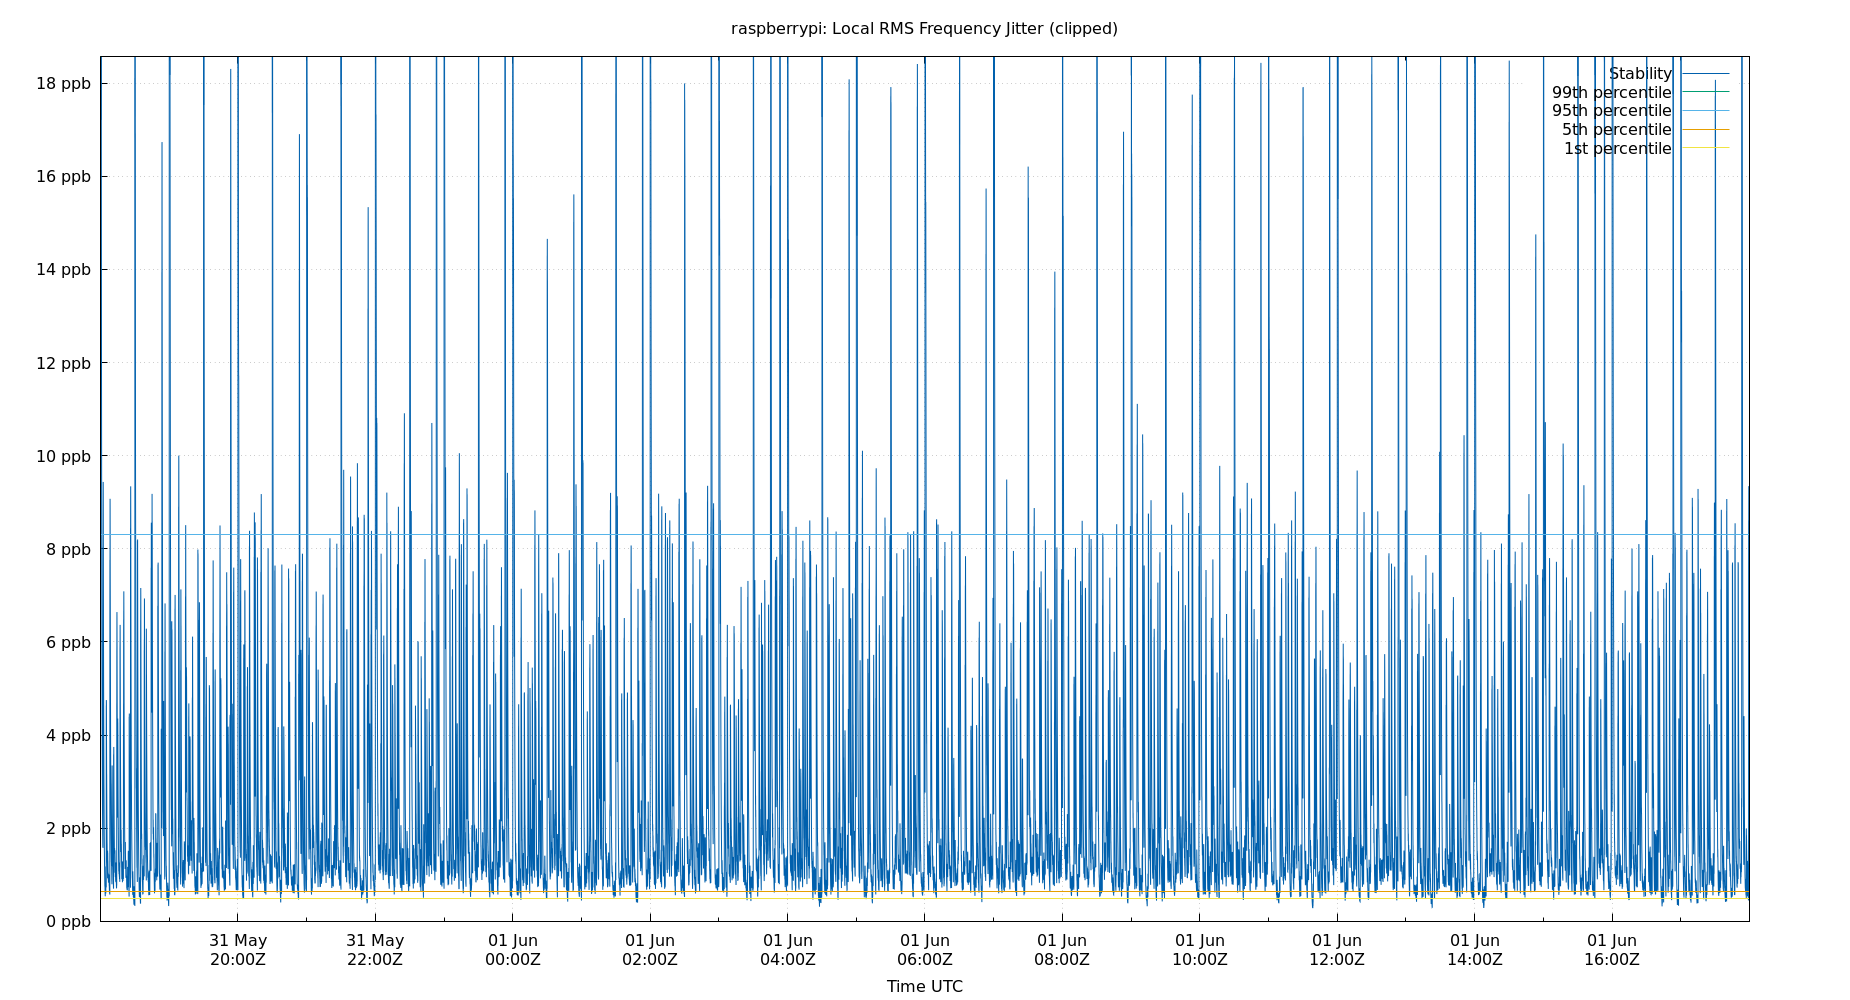 raspberrypi: Local RMS Frequency Jitter (clipped)
18 ppb
16 ppb
14 ppb
12 ppb
10 ppb
8 ppb
6 ppb
4 ppb
2 ppb
0 ppb
Stability
99th percentile
95th percentile
5th percentile
1st percentile
31 May
20:00Z
31 May
22:00Z
01 Jun
00:00Z
01 Jun
02:00Z
01 Jun
04:00Z
01 Jun
06:00Z
01 Jun
08:00Z
01 Jun
10:00Z
01 Jun
12:00Z
01 Jun
14:00Z
01 Jun
16:00Z
Time UTC